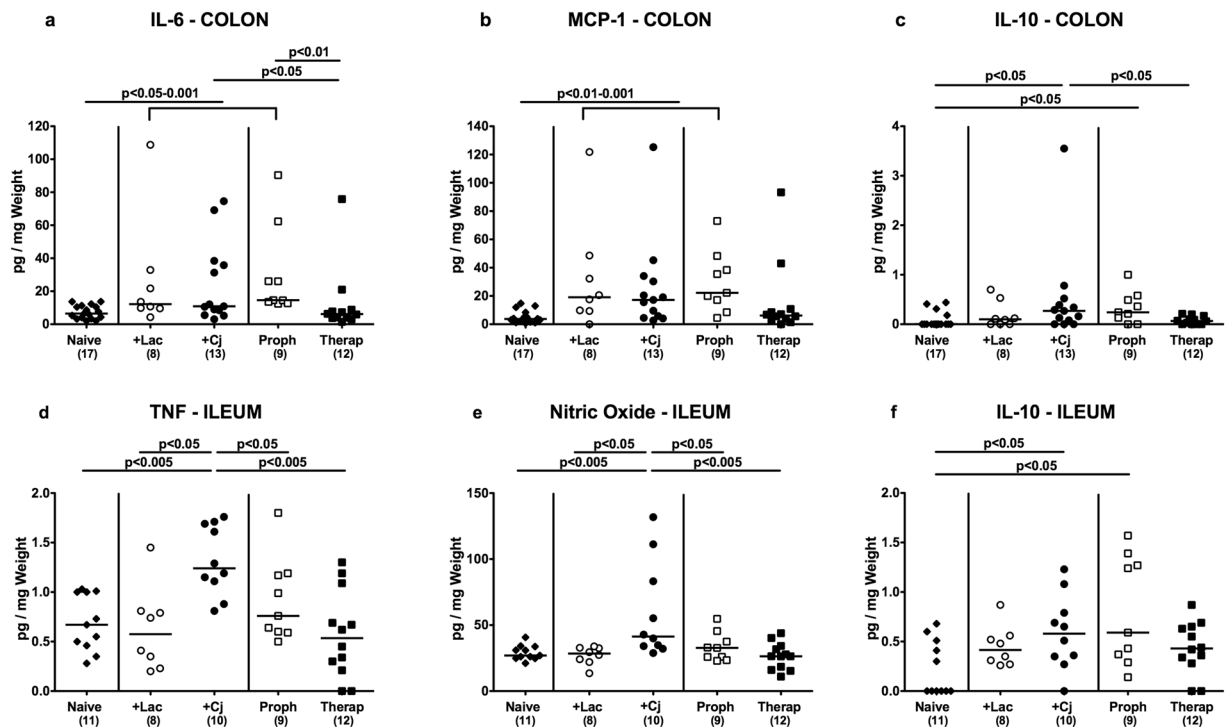 a IL-6 - COLON
p<0.01
p<0.05
p<0.05-0.001
120
100
80
60
40
20
0
pg / mg Weight
Naive +Lac +Cj Proph Therap
(17) (8) (13) (9) (12)
b MCP-1 - COLON
p<0.01-0.001
140
120
100
80
60
40
20
0
pg / mg Weight
Naive +Lac +Cj Proph Therap
(17) (8) (13) (9) (12)
c IL-10 - COLON
p<0.05 p<0.05
p<0.05
4
3
2
1
0
pg / mg Weight
Naive +Lac +Cj Proph Therap
(17) (8) (13) (9) (12)
d TNF - ILEUM
p<0.05 p<0.05
p<0.005 p<0.005
2.0
1.5
1.0
0.5
0.0
pg / mg Weight
Naive +Lac +Cj Proph Therap
(11) (8) (10) (9) (12)
e Nitric Oxide - ILEUM
p<0.05 p<0.05
p<0.005 p<0.005
150
100
50
0
pg / mg Weight
Naive +Lac +Cj Proph Therap
(11) (8) (10) (9) (12)
f IL-10 - ILEUM
p<0.05
p<0.05
2.0
1.5
1.0
0.5
0.0
pg / mg Weight
Naive +Lac +Cj Proph Therap
(11) (8) (10) (9) (12)